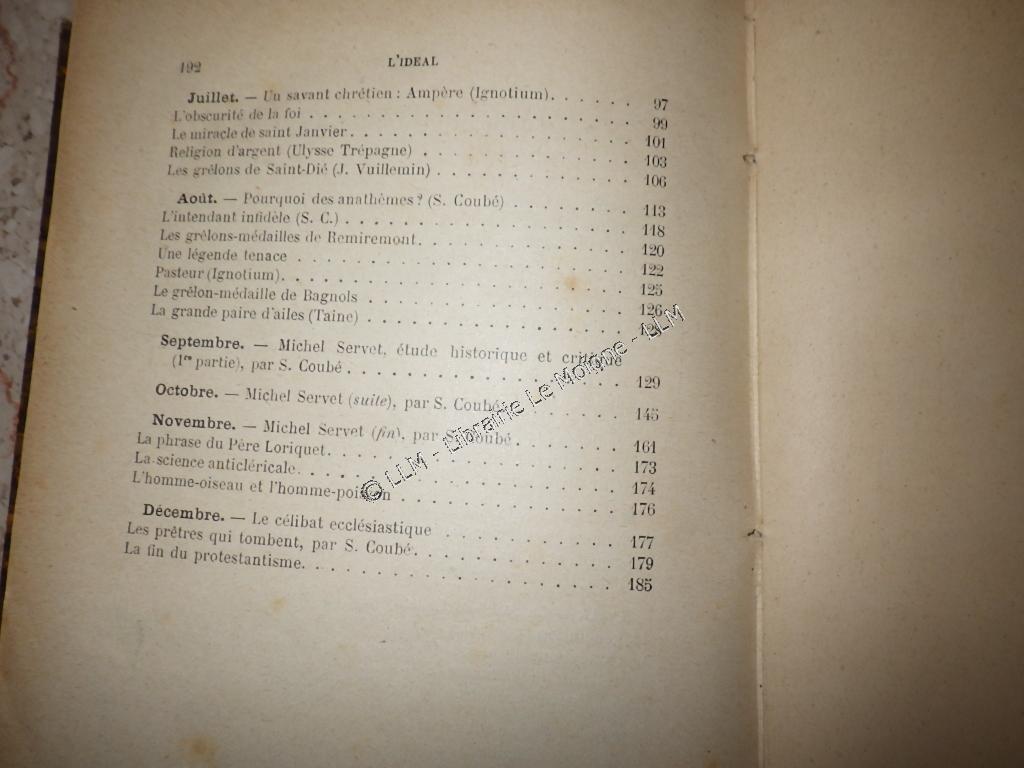 192 L'IDEAL
Juillet. — Un savant chrétien : Ampère (Ignotium). . . . . . 97
L'obscurité de la foi . . . . . . . . . . . . . . . . . . 99
Le miracle de saint Janvier. . . . . . . . . . . . . . . . 101
Religion d'argent (Ulysse Trépagne) . . . . . . . . . . . . 103
Les grêlons de Saint-Dié (J. Vuillemin) . . . . . . . . . . . 106
Août. — Pourquoi des anathèmes ? (S. Coubé) . . . . . . . 113
L'intendant infidèle (S. C.) . . . . . . . . . . . . . . . . 118
Les grêlons-médailles de Remiremont. . . . . . . . . . . . 120
Une légende tenace . . . . . . . . . . . . . . . . . . . 122
Pasteur (Ignotium). . . . . . . . . . . . . . . . . . . . 125
Le grêlon-médaille de Bagnols . . . . . . . . . . . . . . . 126
La grande paire d'ailes (Taine) . . . . . . . . . . . . . .
Septembre. — Michel Servet, étude historique et critique
(1re partie), par S. Coubé . . . . . . . . . . . . . . . . 129
Octobre. — Michel Servet (suite), par S. Coubé . . . . . . . 145
Novembre. — Michel Servet (fin), par S. Coubé . . . . . . . 161
La phrase du Père Loriquet. . . . . . . . . . . . . . . . . 173
La science anticléricale. . . . . . . . . . . . . . . . . . 174
L'homme-oiseau et l'homme-poisson . . . . . . . . . . . . 176
Décembre. — Le célibat ecclésiastique . . . . . . . . . . . 177
Les prêtres qui tombent, par S. Coubé. . . . . . . . . . . . 179
La fin du protestantisme. . . . . . . . . . . . . . . . . . 185
© LLM - Librairie Le Moigne - LLM